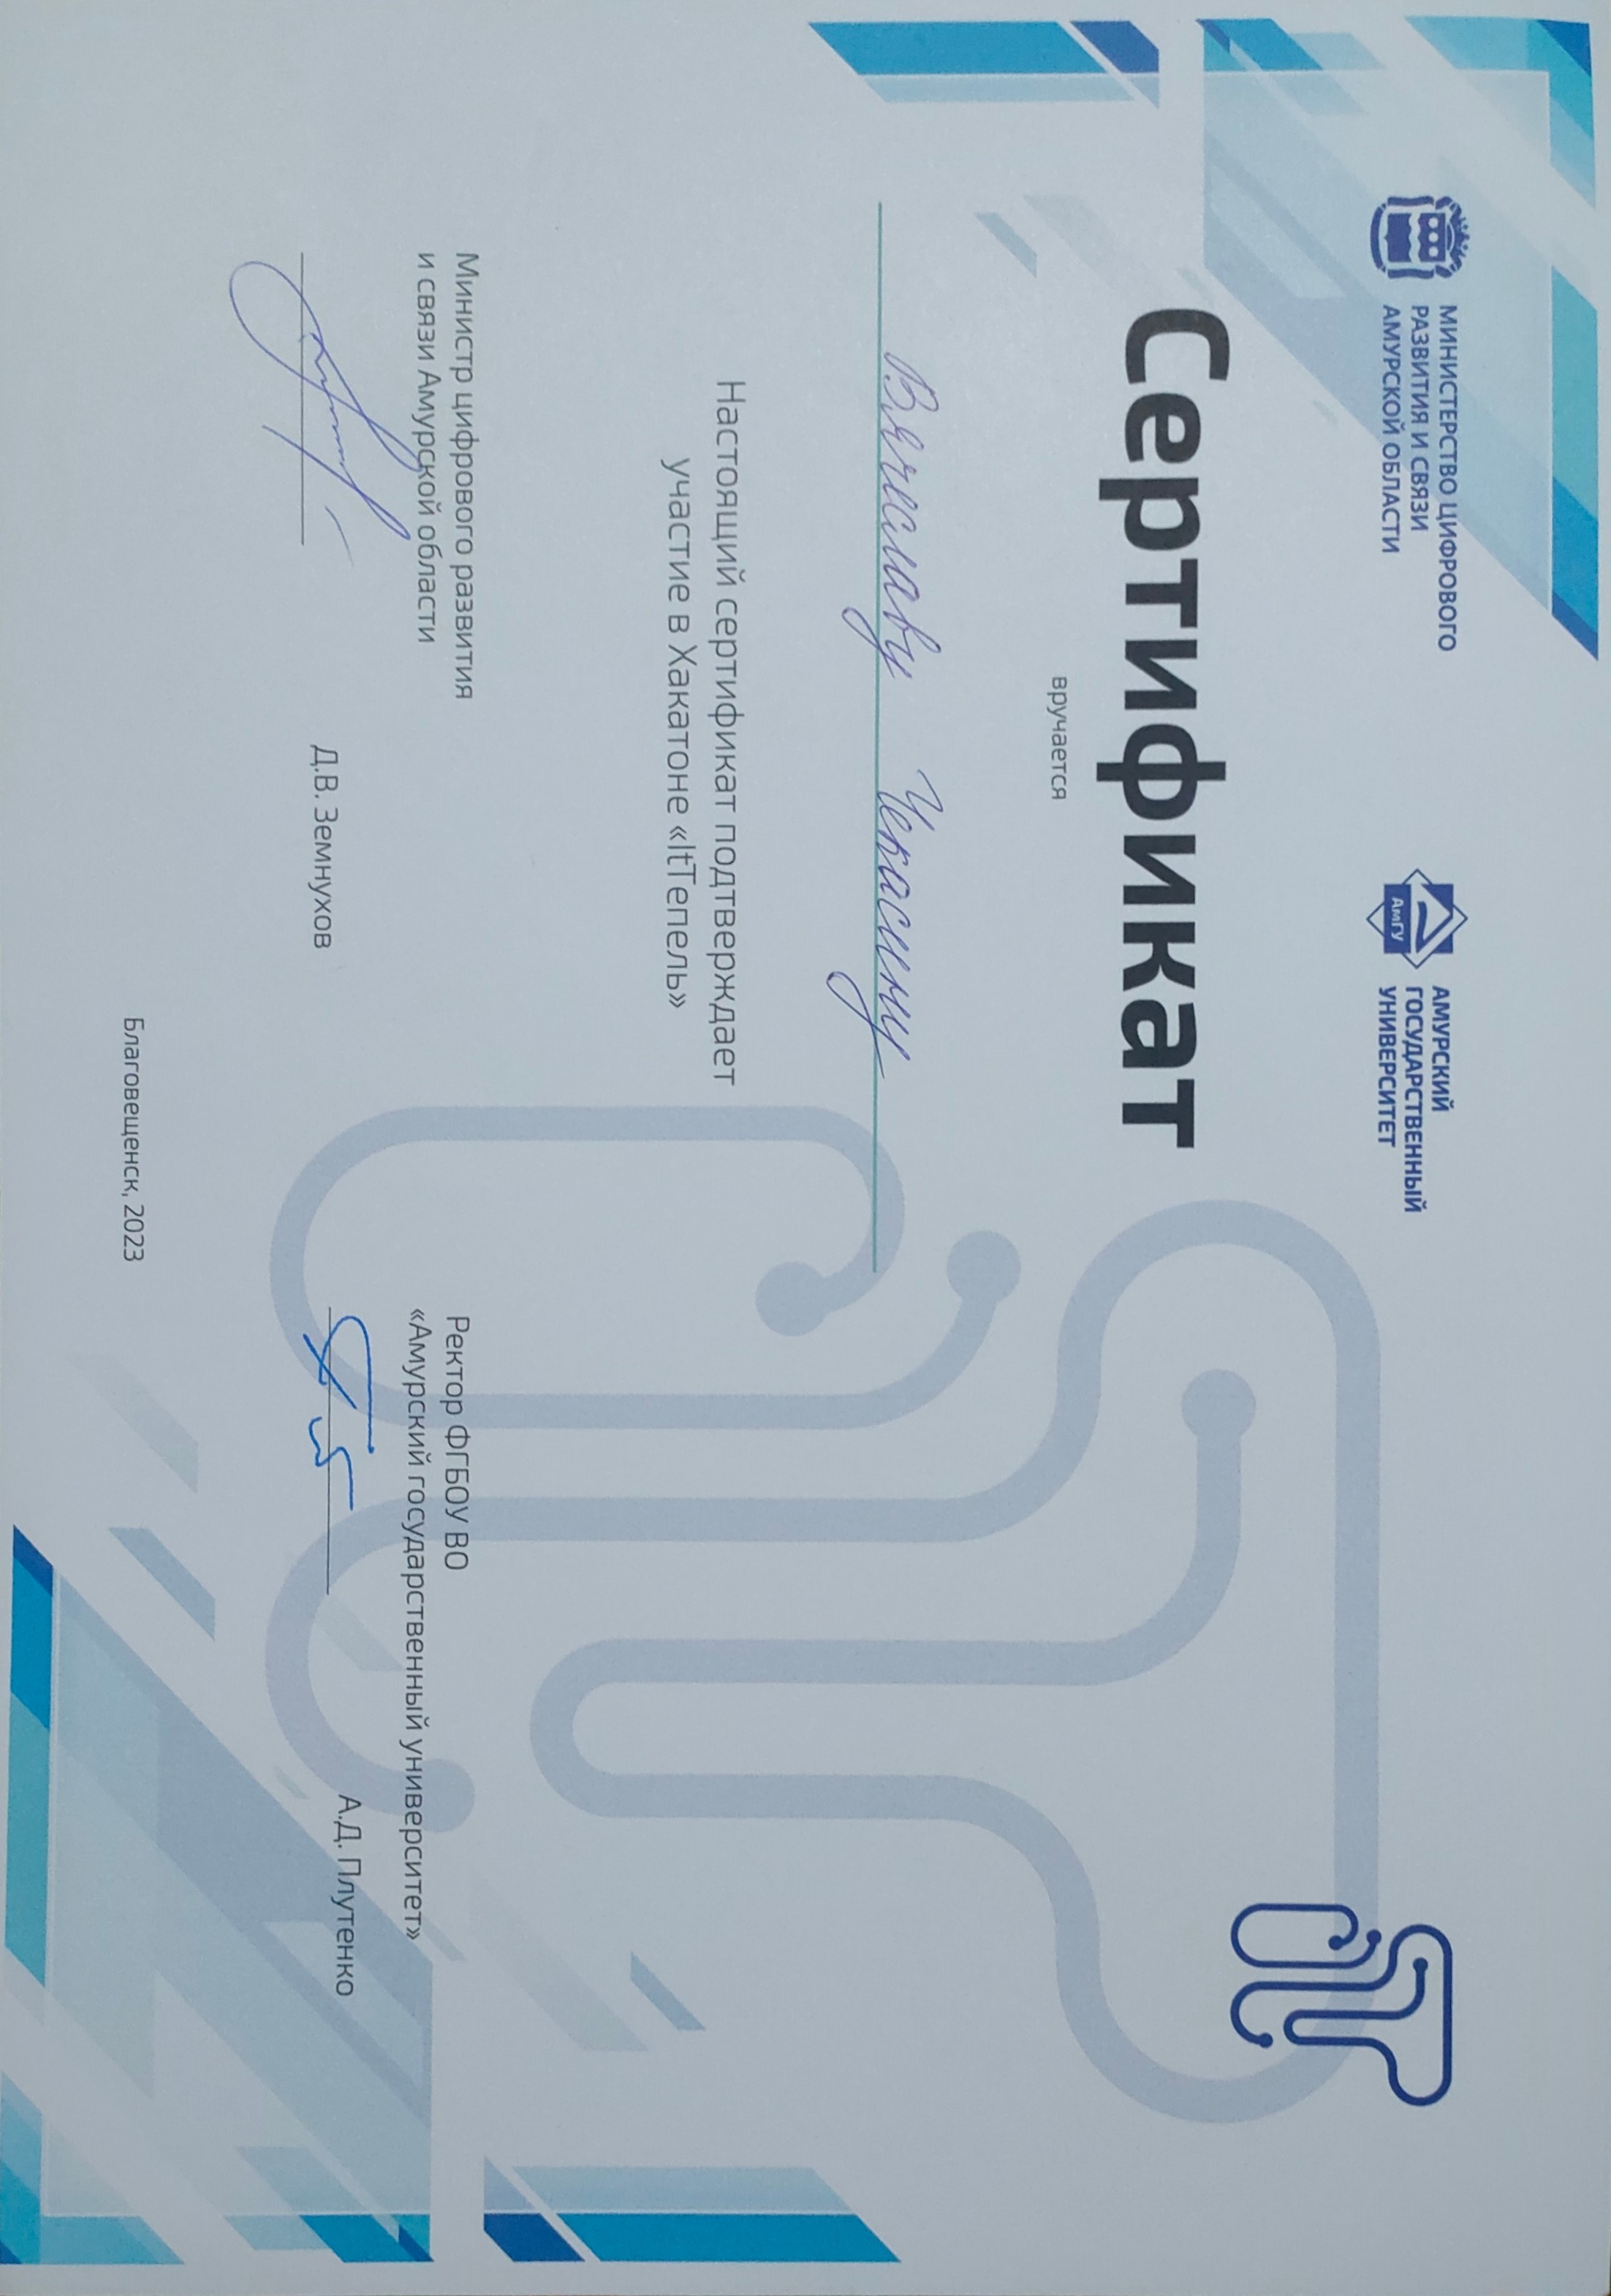 МИНИСТЕРСТВО ЦИФРОВОГО
РАЗВИТИЯ И СВЯЗИ
АМУРСКОЙ ОБЛАСТИ
АмГУ
АМУРСКИЙ
ГОСУДАРСТВЕННЫЙ
УНИВЕРСИТЕТ
Сертификат
вручается
Вячеславу Чекасину
Настоящий сертификат подтверждает
участие в Хакатоне «ItТепель»
Министр цифрового развития
и связи Амурской области
Д.В. Земнухов
Ректор ФГБОУ ВО
«Амурский государственный университет»
А.Д. Плутенко
Благовещенск, 2023